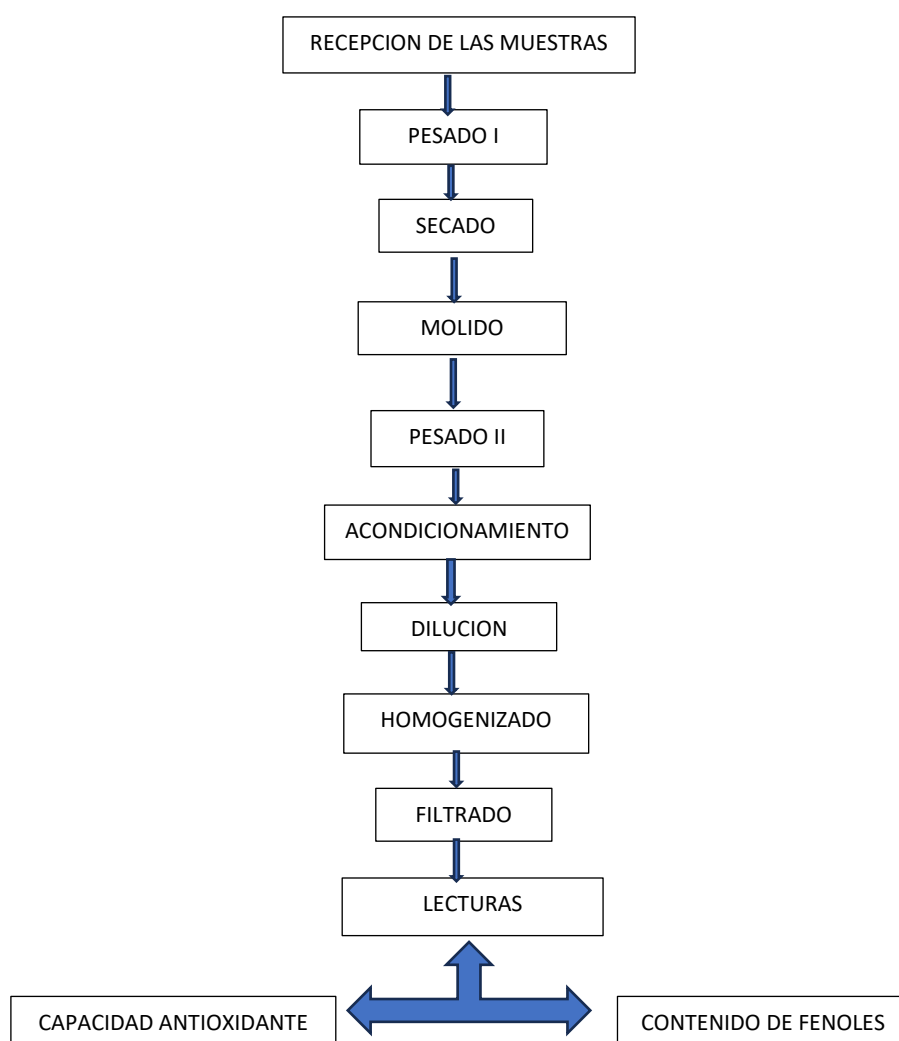 RECEPCION DE LAS MUESTRAS
PESADO I
SECADO
MOLIDO
PESADO II
ACONDICIONAMIENTO
DILUCION
HOMOGENIZADO
FILTRADO
LECTURAS
CAPACIDAD ANTIOXIDANTE
CONTENIDO DE FENOLES